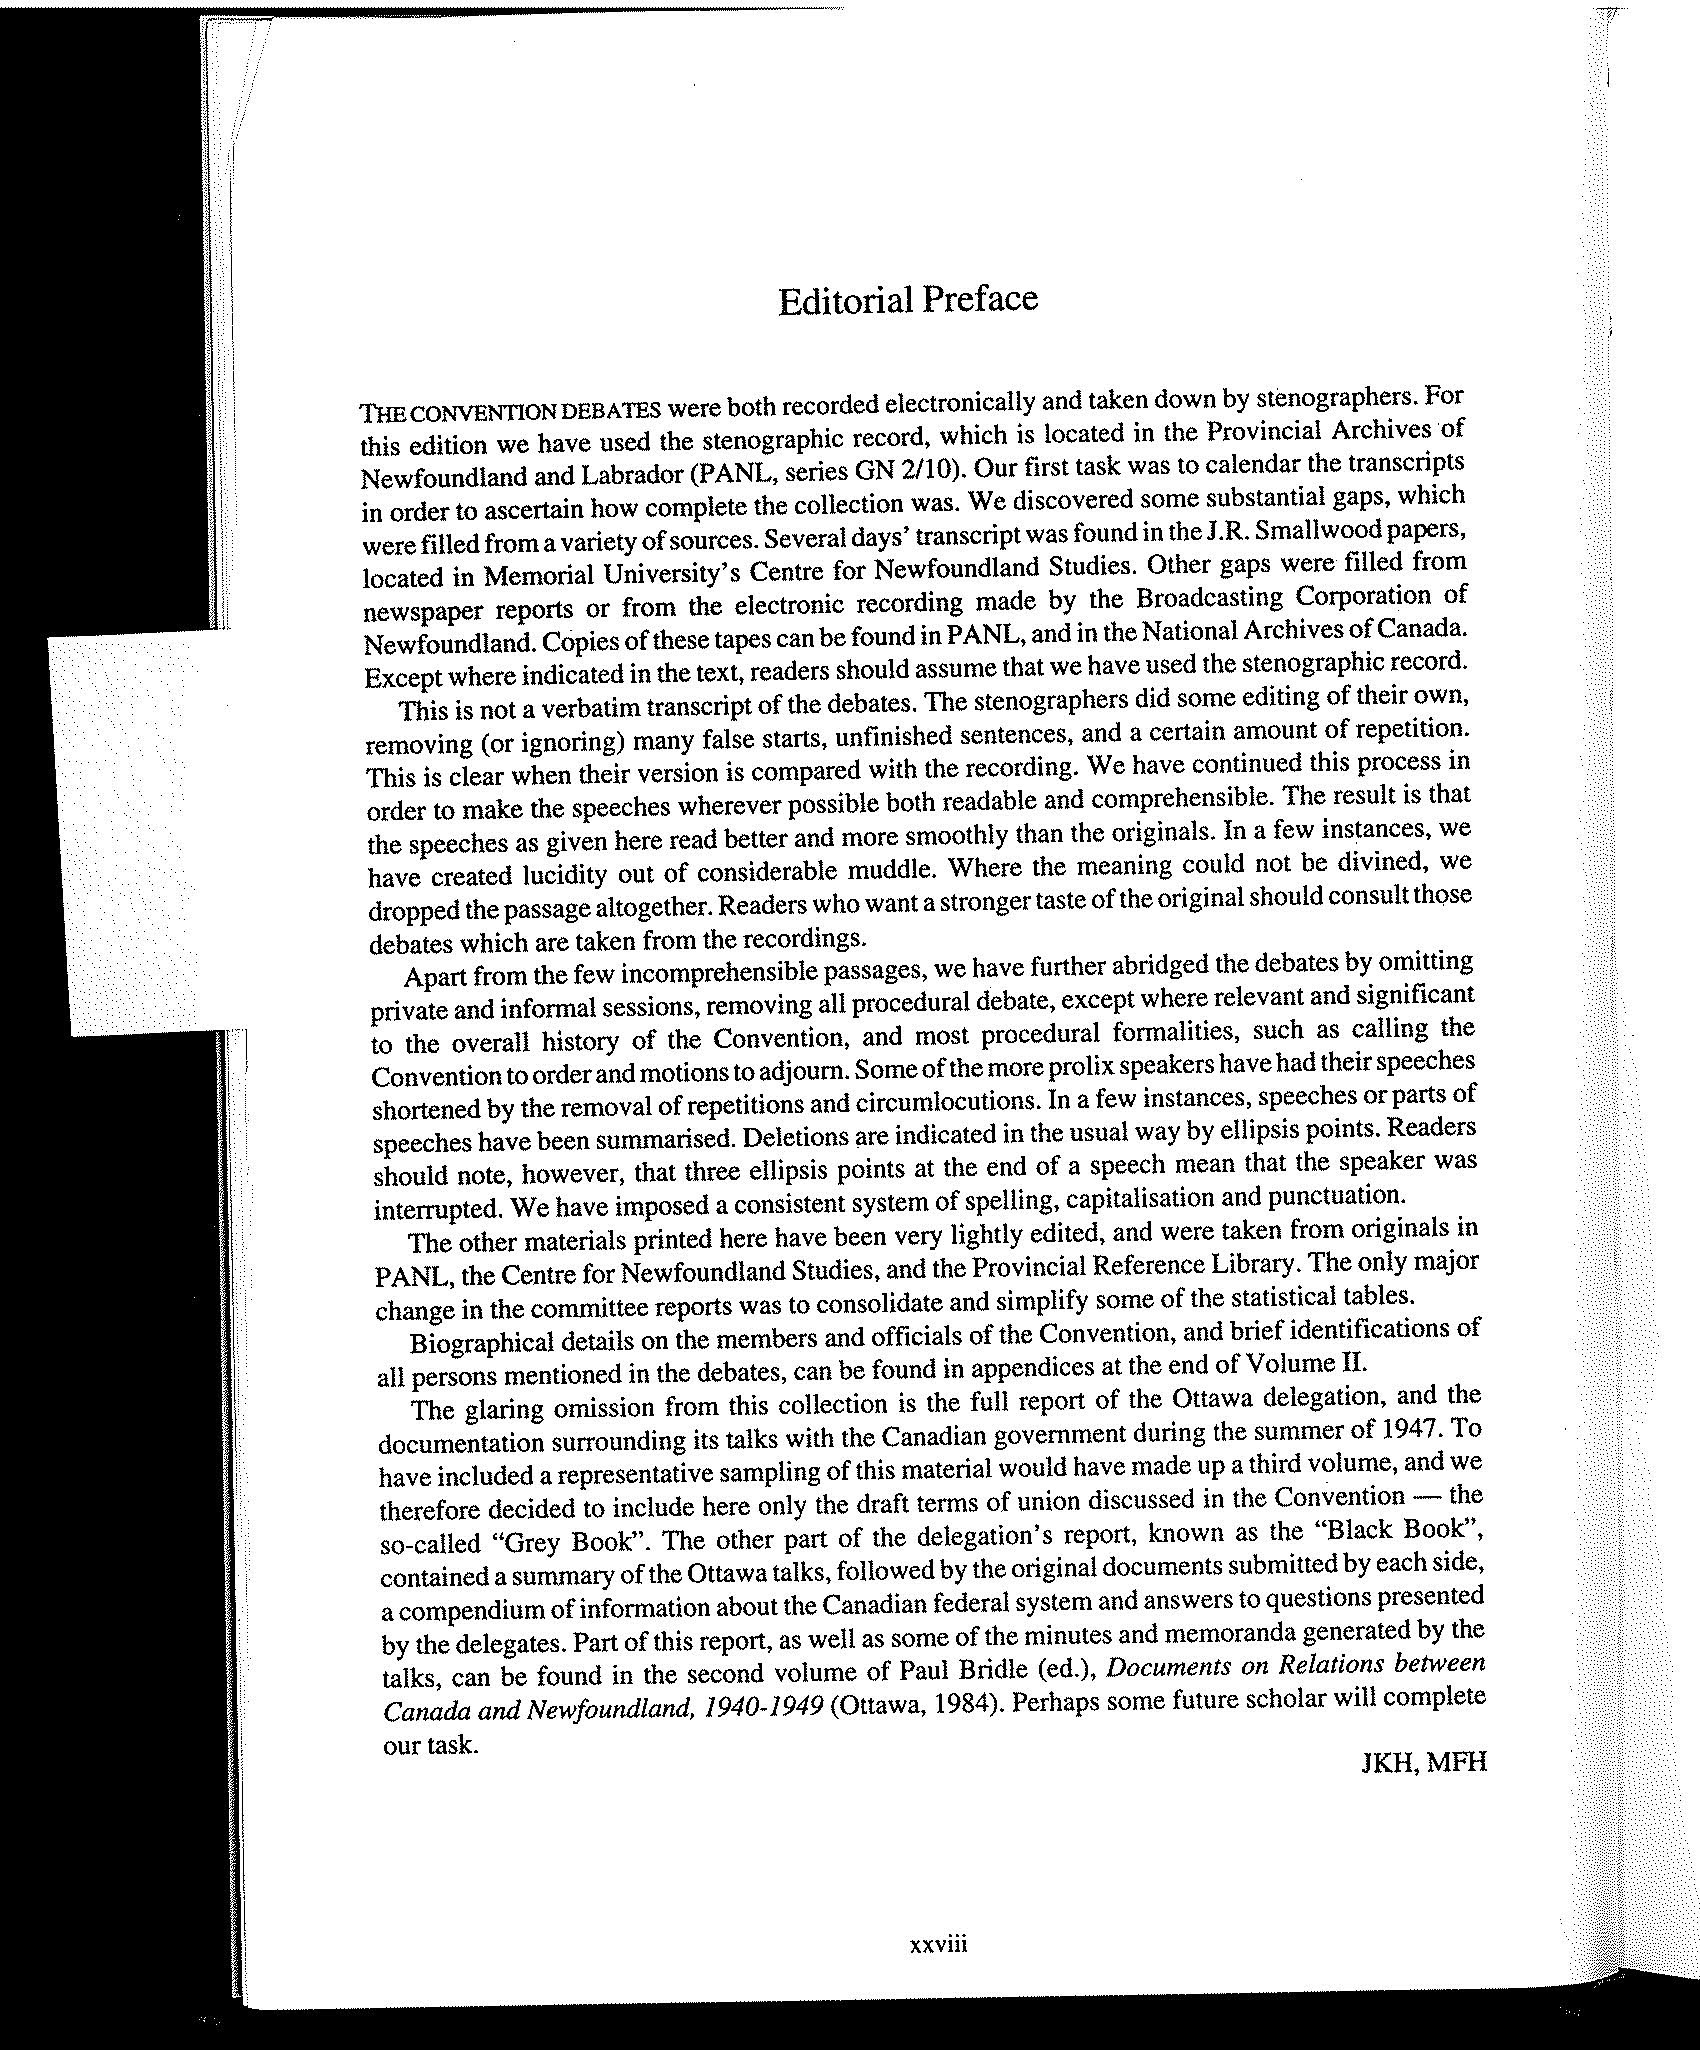 Editorial Preface
THE CONVENTION DEBATES were both recorded electronically and taken down by stenographers. For
this edition we have used the stenographic record, which is located in the Provincial Archives of
Newfoundland and Labrador (PANL, series GN 2/10). Our first task was to calendar the transcripts
in order to ascertain how complete the collection was. We discovered some substantial gaps, which
were filled from a variety of sources. Several days' transcript was found in the J.R. Smallwood papers,
located in Memorial University's Centre for Newfoundland Studies. Other gaps were filled from
newspaper reports or from the electronic recording made by the Broadcasting Corporation of
Newfoundland. Copies of these tapes can be found in PANL, and in the National Archives of Canada.
Except where indicated in the text, readers should assume that we have used the stenographic record.
This is not a verbatim transcript of the debates. The stenographers did some editing of their own,
removing (or ignoring) many false starts, unfinished sentences, and a certain amount of repetition.
This is clear when their version is compared with the recording. We have continued this process in
order to make the speeches wherever possible both readable and comprehensible. The result is that
the speeches as given here read better and more smoothly than the originals. In a few instances, we
have created lucidity out of considerable muddle. Where the meaning could not be divined, we
dropped the passage altogether. Readers who want a stronger taste of the original should consult those
debates which are taken from the recordings.
Apart from the few incomprehensible passages, we have further abridged the debates by omitting
private and informal sessions, removing all procedural debate, except where relevant and significant
to the overall history of the Convention, and most procedural formalities, such as calling the
Convention to order and motions to adjourn. Some of the more prolix speakers have had their speeches
shortened by the removal of repetitions and circumlocutions. In a few instances, speeches or parts of
speeches have been summarised. Deletions are indicated in the usual way by ellipsis points. Readers
should note, however, that three ellipsis points at the end of a speech mean that the speaker was
interrupted. We have imposed a consistent system of spelling, capitalisation and punctuation.
The other materials printed here have been very lightly edited, and were taken from originals in
PANL, the Centre for Newfoundland Studies, and the Provincial Reference Library. The only major
change in the committee reports was to consolidate and simplify some of the statistical tables.
Biographical details on the members and officials of the Convention, and brief identifications of
all persons mentioned in the debates, can be found in appendices at the end of Volume II.
The glaring omission from this collection is the full report of the Ottawa delegation, and the
documentation surrounding its talks with the Canadian government during the summer of 1947. To
have included a representative sampling of this material would have made up a third volume, and we
therefore decided to include here only the draft terms of union discussed in the Convention — the
so-called "Grey Book". The other part of the delegation's report, known as the "Black Book",
contained a summary of the Ottawa talks, followed by the original documents submitted by each side,
a compendium of information about the Canadian federal system and answers to questions presented
by the delegates. Part of this report, as well as some of the minutes and memoranda generated by the
talks, can be found in the second volume of Paul Bridle (ed.), Documents on Relations between
Canada and Newfoundland, 1940-1949 (Ottawa, 1984). Perhaps some future scholar will complete
our task.
JKH, MFH
xxviii